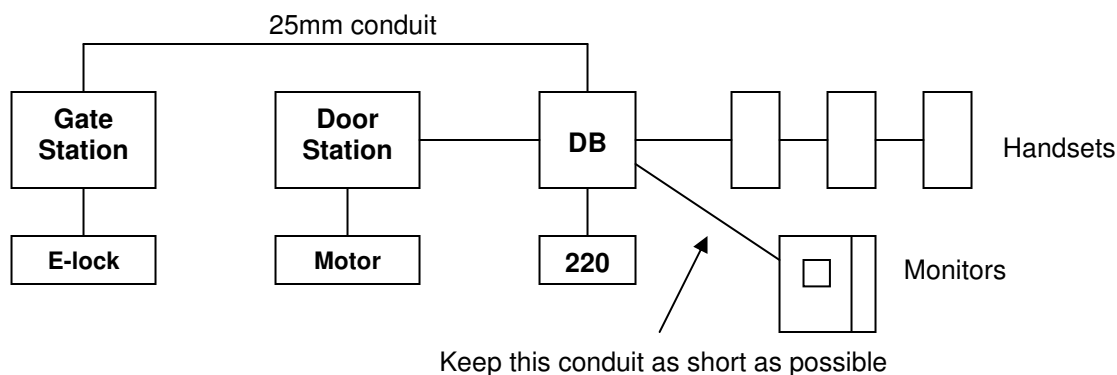 25mm conduit
Gate
Station
Door
Station
DB
Handsets
E-lock
Motor
220
Monitors
Keep this conduit as short as possible